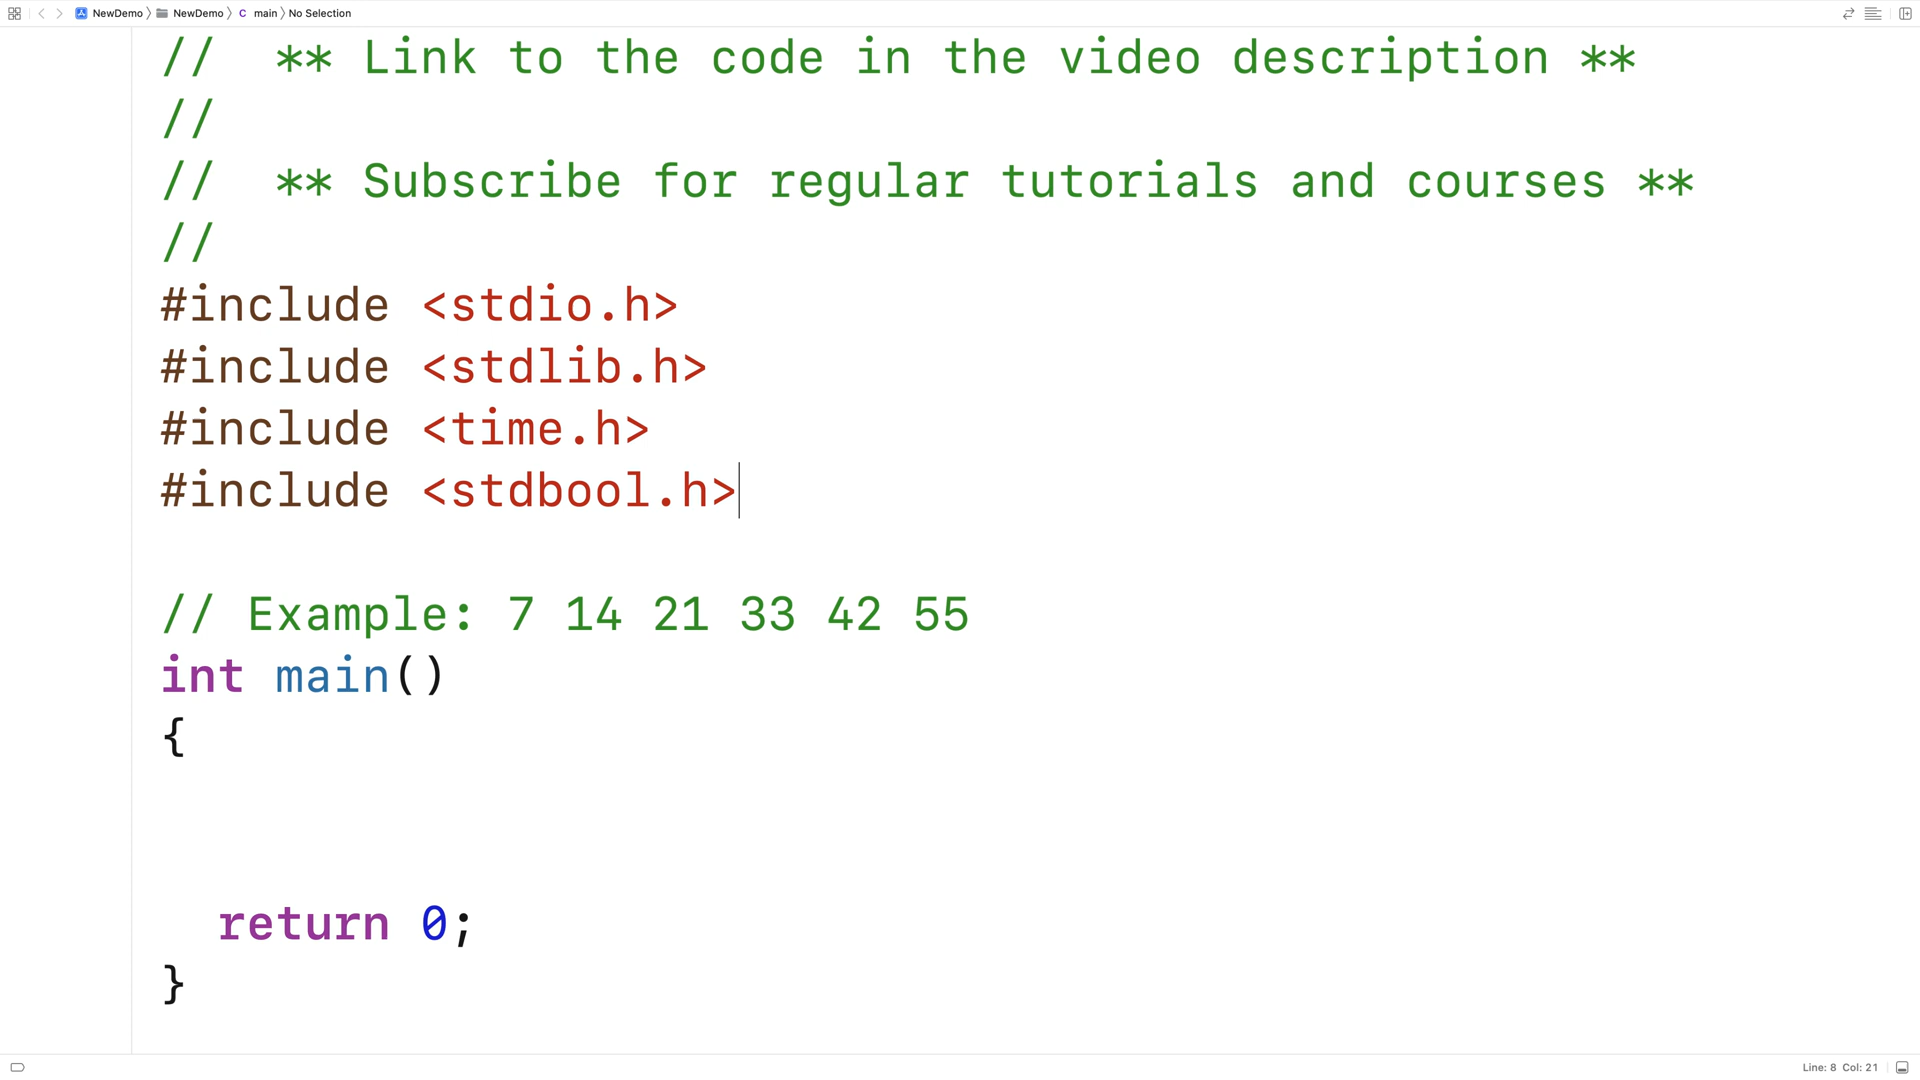 NewDemo 〉 NewDemo 〉 C main 〉 No Selection
// ** Link to the code in the video description **
//
// ** Subscribe for regular tutorials and courses **
//
#include <stdio.h>
#include <stdlib.h>
#include <time.h>
#include <stdbool.h>
// Example: 7 14 21 33 42 55
int main()
{
return 0;
}
Line: 8 Col: 21